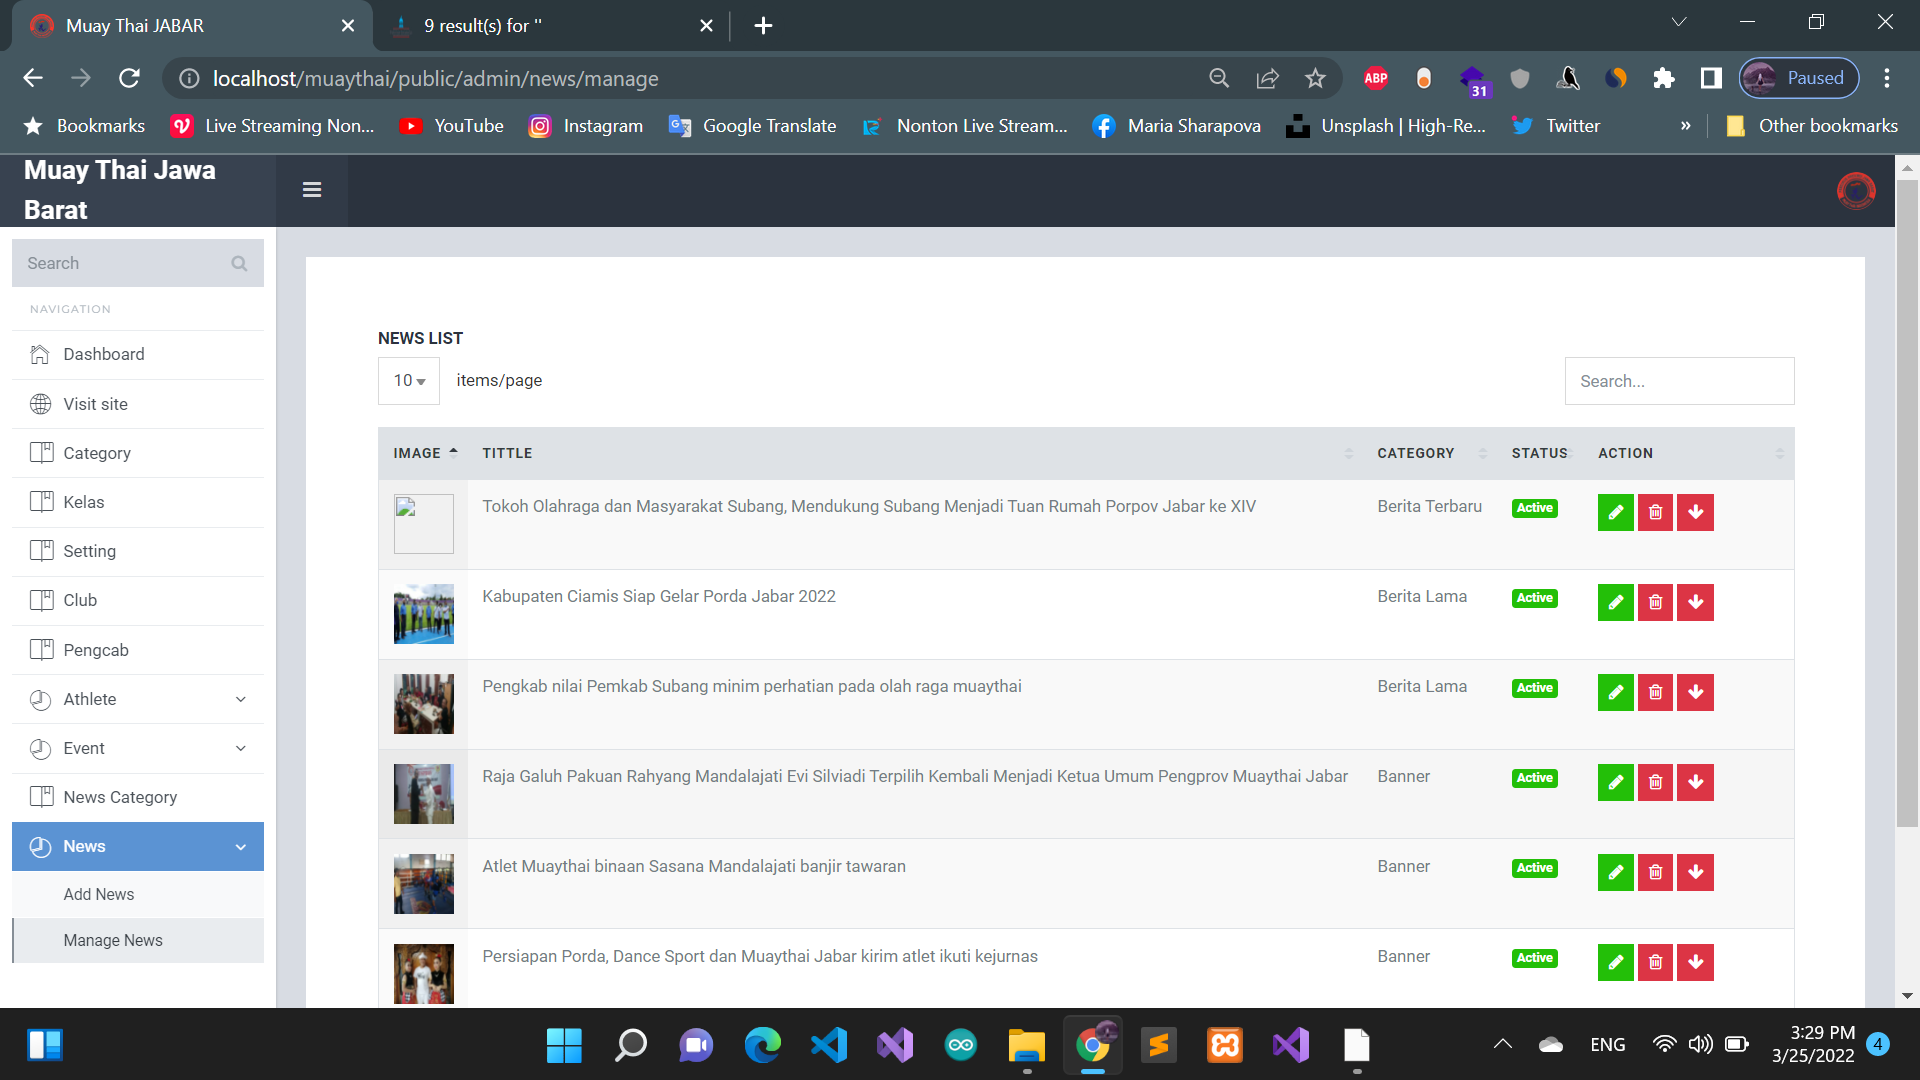 Muay Thai JABAR
9 result(s) for ''
localhost/muaythai/public/admin/news/manage
ABP
31
Paused
Bookmarks
Live Streaming Non...
YouTube
Instagram
Google Translate
Nonton Live Stream...
Maria Sharapova
Unsplash | High-Re...
Twitter
»
Other bookmarks
Muay Thai Jawa
Barat
Search
NAVIGATION
Dashboard
Visit site
Category
Kelas
Setting
Club
Pengcab
Athlete
Event
News Category
News
Add News
Manage News
NEWS LIST
10 items/page
Search...
IMAGE TITTLE CATEGORY STATUS ACTION
Tokoh Olahraga dan Masyarakat Subang, Mendukung Subang Menjadi Tuan Rumah Porpov Jabar ke XIV Berita Terbaru Active
Kabupaten Ciamis Siap Gelar Porda Jabar 2022 Berita Lama Active
Pengkab nilai Pemkab Subang minim perhatian pada olah raga muaythai Berita Lama Active
Raja Galuh Pakuan Rahyang Mandalajati Evi Silviadi Terpilih Kembali Menjadi Ketua Umum Pengprov Muaythai Jabar Banner Active
Atlet Muaythai binaan Sasana Mandalajati banjir tawaran Banner Active
Persiapan Porda, Dance Sport dan Muaythai Jabar kirim atlet ikuti kejurnas Banner Active
ENG
3:29 PM
3/25/2022
4